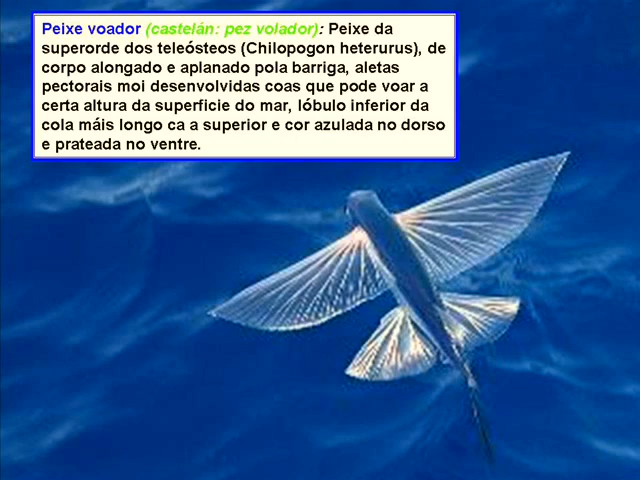 Peixe voador (castelán: pez volador): Peixe da
superorde dos teleósteos (Chilopogon heterurus), de
corpo alongado e aplanado pola barriga, aletas
pectorais moi desenvolvidas coas que pode voar a
certa altura da superficie do mar, lóbulo inferior da
cola máis longo ca a superior e cor azulada no dorso
e prateada no ventre.